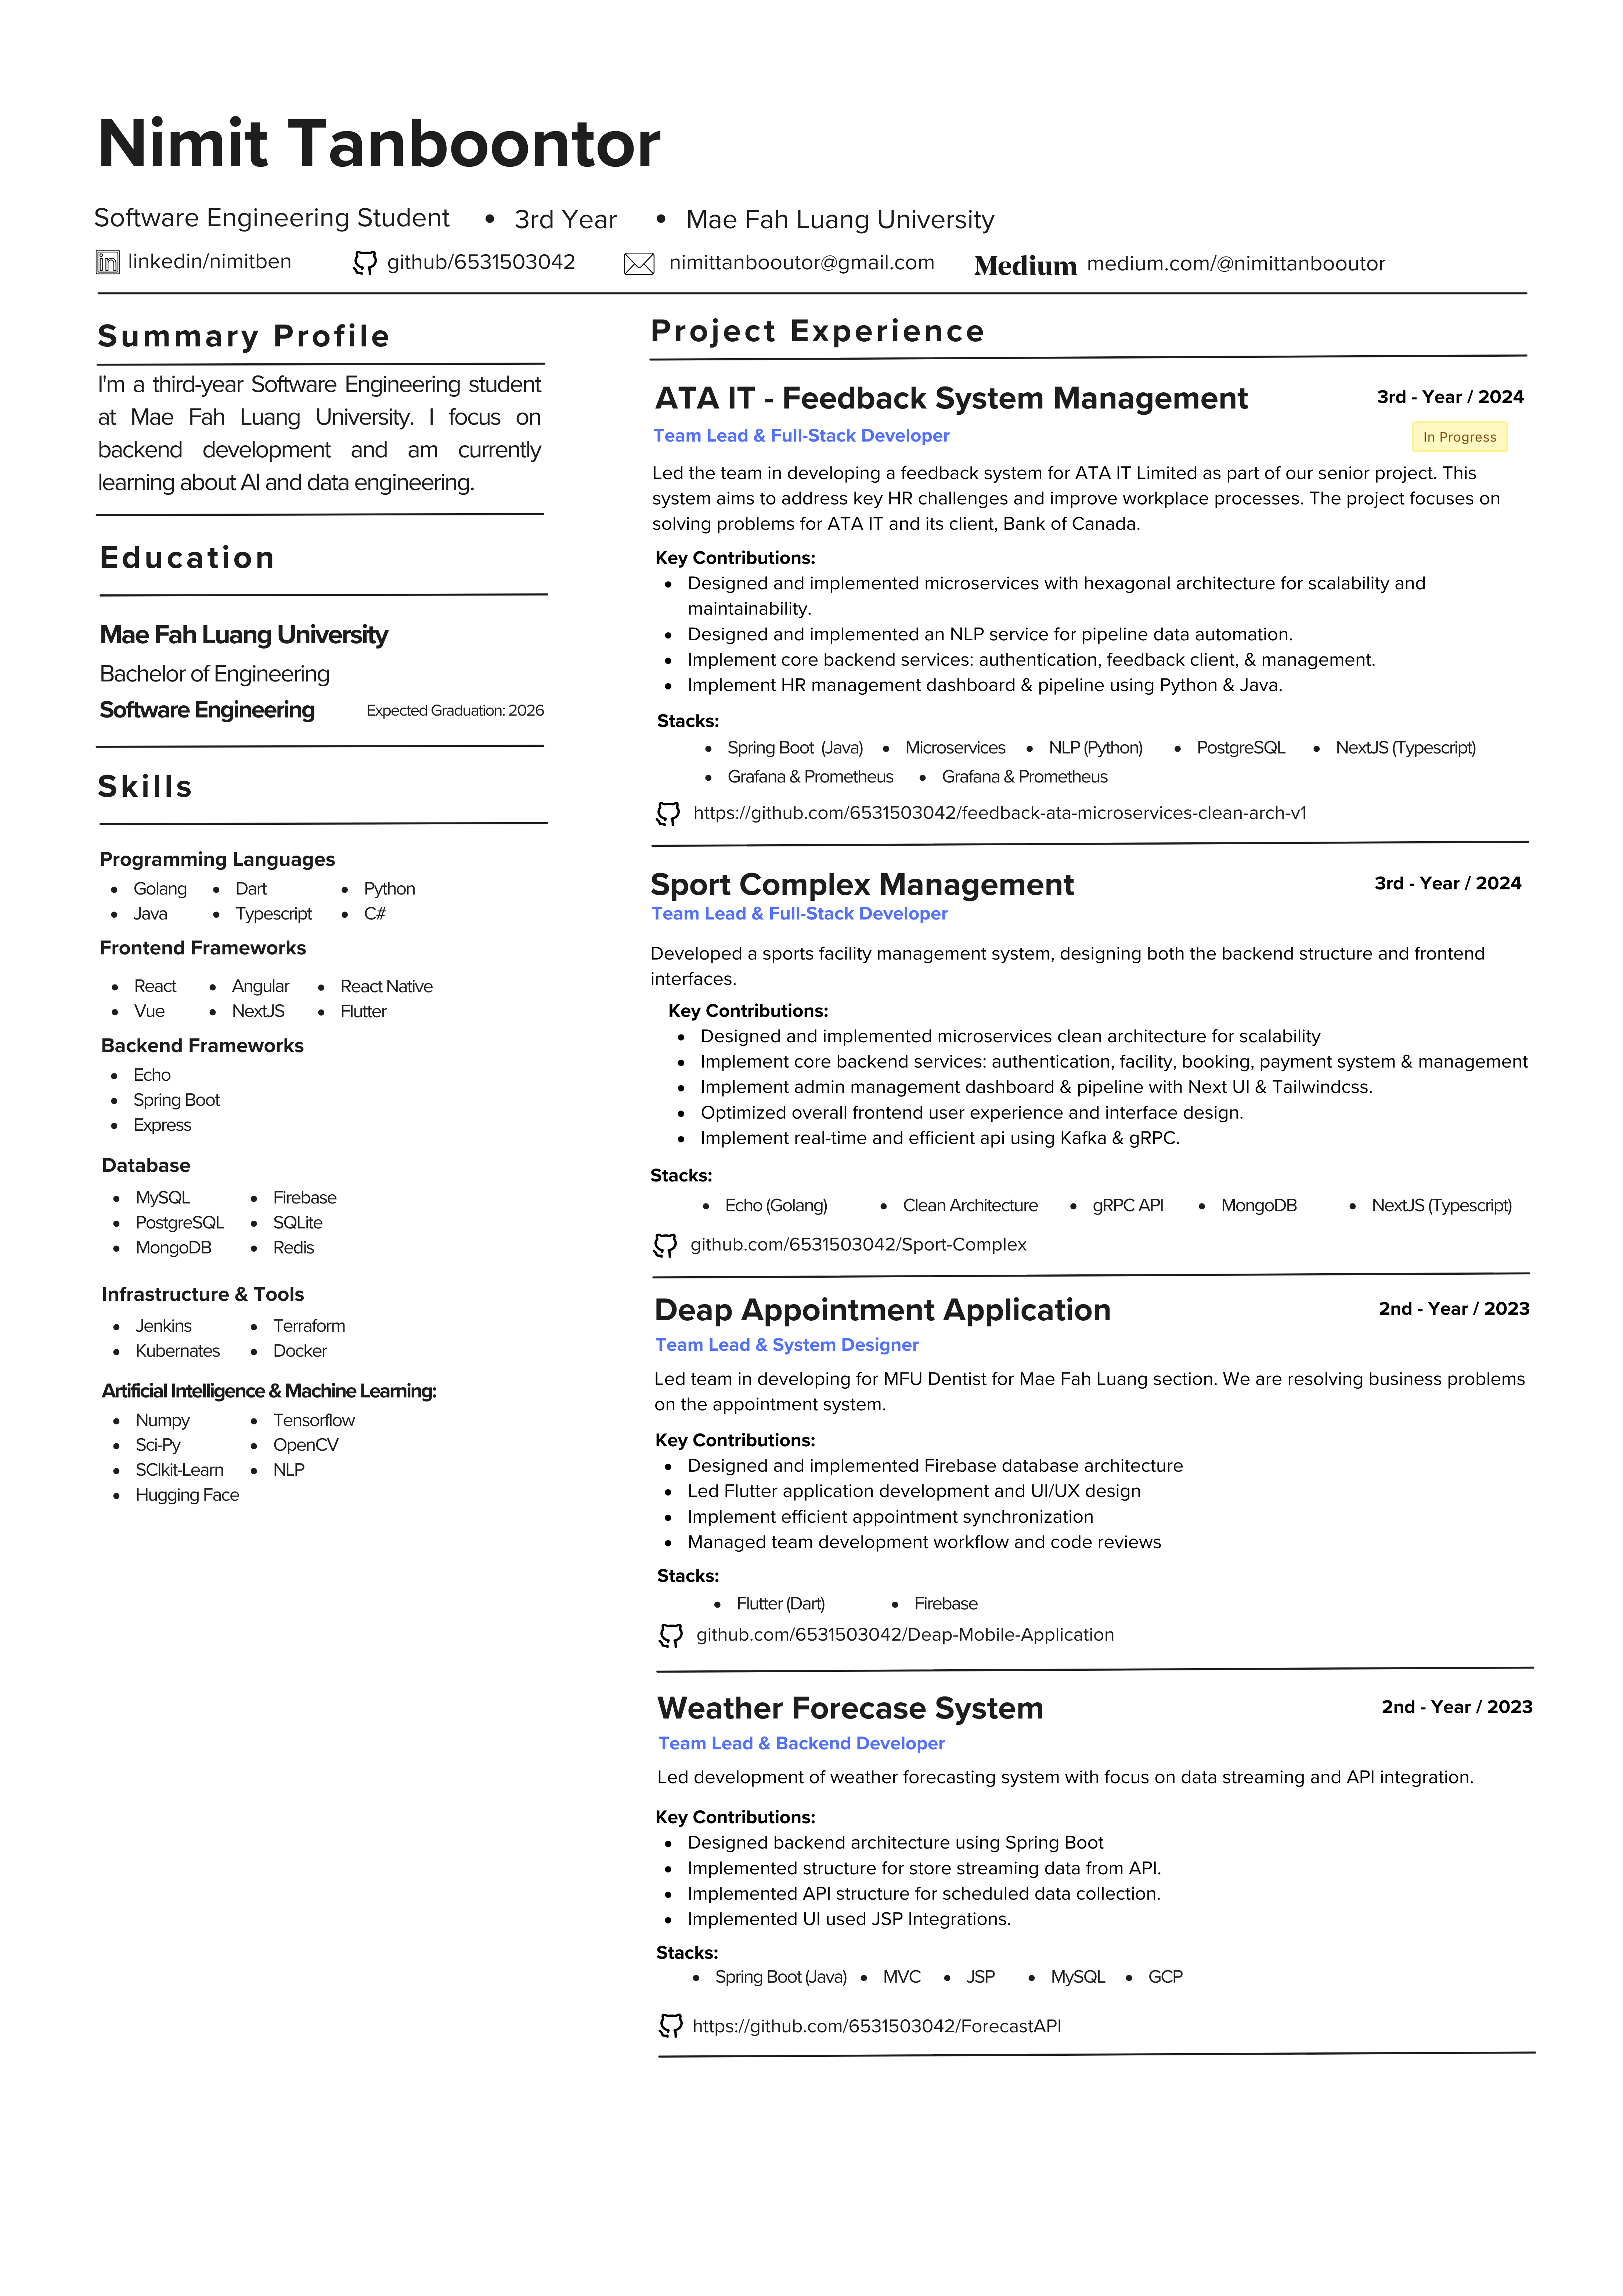 Nimit Tanboontor
Software Engineering Student • 3rd Year • Mae Fah Luang University
linkedin/nimitben github/6531503042 nimittanbooutor@gmail.com Medium medium.com/@nimittanbooutor
Summary Profile
I'm a third-year Software Engineering student
at Mae Fah Luang University. I focus on
backend development and am currently
learning about AI and data engineering.
Education
Mae Fah Luang University
Bachelor of Engineering
Software Engineering Expected Graduation: 2026
Skills
Programming Languages
• Golang • Dart • Python
• Java • Typescript • C#
Frontend Frameworks
• React • Angular • React Native
• Vue • NextJS • Flutter
Backend Frameworks
• Echo
• Spring Boot
• Express
Database
• MySQL • Firebase
• PostgreSQL • SQLite
• MongoDB • Redis
Infrastructure & Tools
• Jenkins • Terraform
• Kubernates • Docker
Artificial Intelligence & Machine Learning:
• Numpy • Tensorflow
• Sci-Py • OpenCV
• SCIkit-Learn • NLP
• Hugging Face
Project Experience
ATA IT - Feedback System Management 3rd - Year / 2024
Team Lead & Full-Stack Developer In Progress
Led the team in developing a feedback system for ATA IT Limited as part of our senior project. This
system aims to address key HR challenges and improve workplace processes. The project focuses on
solving problems for ATA IT and its client, Bank of Canada.
Key Contributions:
• Designed and implemented microservices with hexagonal architecture for scalability and
maintainability.
• Designed and implemented an NLP service for pipeline data automation.
• Implement core backend services: authentication, feedback client, & management.
• Implement HR management dashboard & pipeline using Python & Java.
Stacks:
• Spring Boot (Java) • Microservices • NLP (Python) • PostgreSQL • NextJS (Typescript)
• Grafana & Prometheus • Grafana & Prometheus
https://github.com/6531503042/feedback-ata-microservices-clean-arch-v1
Sport Complex Management 3rd - Year / 2024
Team Lead & Full-Stack Developer
Developed a sports facility management system, designing both the backend structure and frontend
interfaces.
Key Contributions:
• Designed and implemented microservices clean architecture for scalability
• Implement core backend services: authentication, facility, booking, payment system & management
• Implement admin management dashboard & pipeline with Next UI & Tailwindcss.
• Optimized overall frontend user experience and interface design.
• Implement real-time and efficient api using Kafka & gRPC.
Stacks:
• Echo (Golang) • Clean Architecture • gRPC API • MongoDB • NextJS (Typescript)
github.com/6531503042/Sport-Complex
Deap Appointment Application 2nd - Year / 2023
Team Lead & System Designer
Led team in developing for MFU Dentist for Mae Fah Luang section. We are resolving business problems
on the appointment system.
Key Contributions:
• Designed and implemented Firebase database architecture
• Led Flutter application development and UI/UX design
• Implement efficient appointment synchronization
• Managed team development workflow and code reviews
Stacks:
• Flutter (Dart) • Firebase
github.com/6531503042/Deap-Mobile-Application
Weather Forecase System 2nd - Year / 2023
Team Lead & Backend Developer
Led development of weather forecasting system with focus on data streaming and API integration.
Key Contributions:
• Designed backend architecture using Spring Boot
• Implemented structure for store streaming data from API.
• Implemented API structure for scheduled data collection.
• Implemented UI used JSP Integrations.
Stacks:
• Spring Boot (Java) • MVC • JSP • MySQL • GCP
https://github.com/6531503042/ForecastAPI